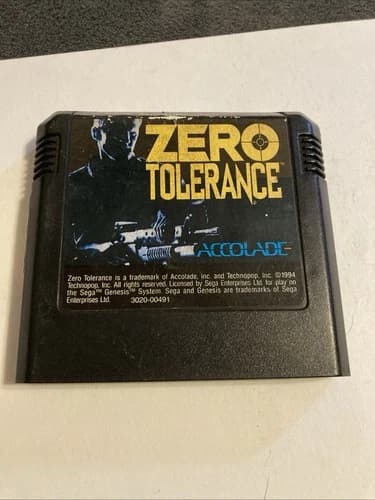 ZERO
TOLERANCE™
ACCOLADE
Zero Tolerance is a trademark of Accolade, Inc. and Technopop, Inc. ©1994
Technopop, Inc. All rights reserved. Licensed by Sega Enterprises Ltd. for play on
the Sega™ Genesis™ System. Sega and Genesis are trademarks of Sega
Enterprises Ltd. 3020-00491